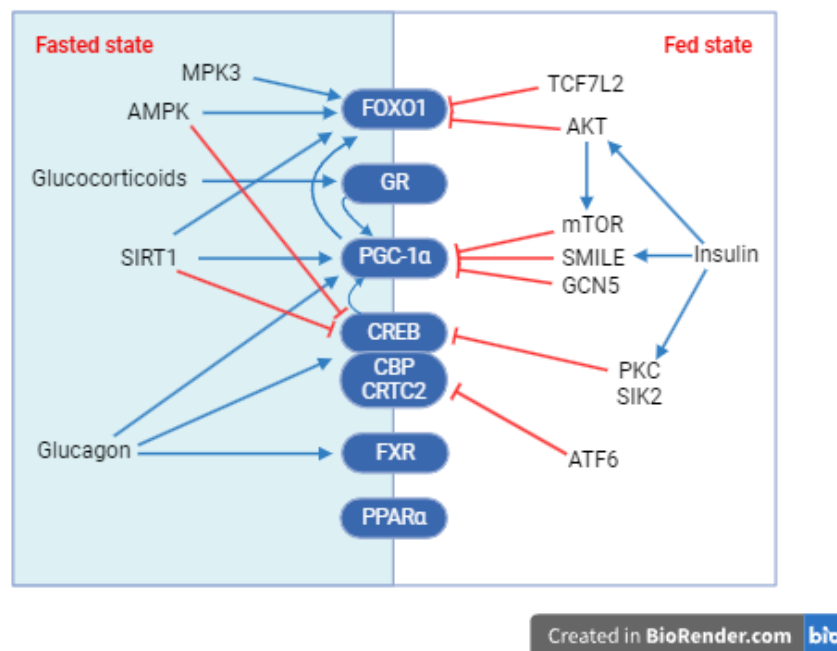 Fasted state
Fed state
MPK3
TCF7L2
AMPK
FOXO1
AKT
Glucocorticoids
GR
mTOR
SIRT1
PGC-1α
SMILE
Insulin
GCN5
CREB
CBP
CRTC2
PKC
SIK2
Glucagon
FXR
ATF6
PPARα
Created in BioRender.com
bio